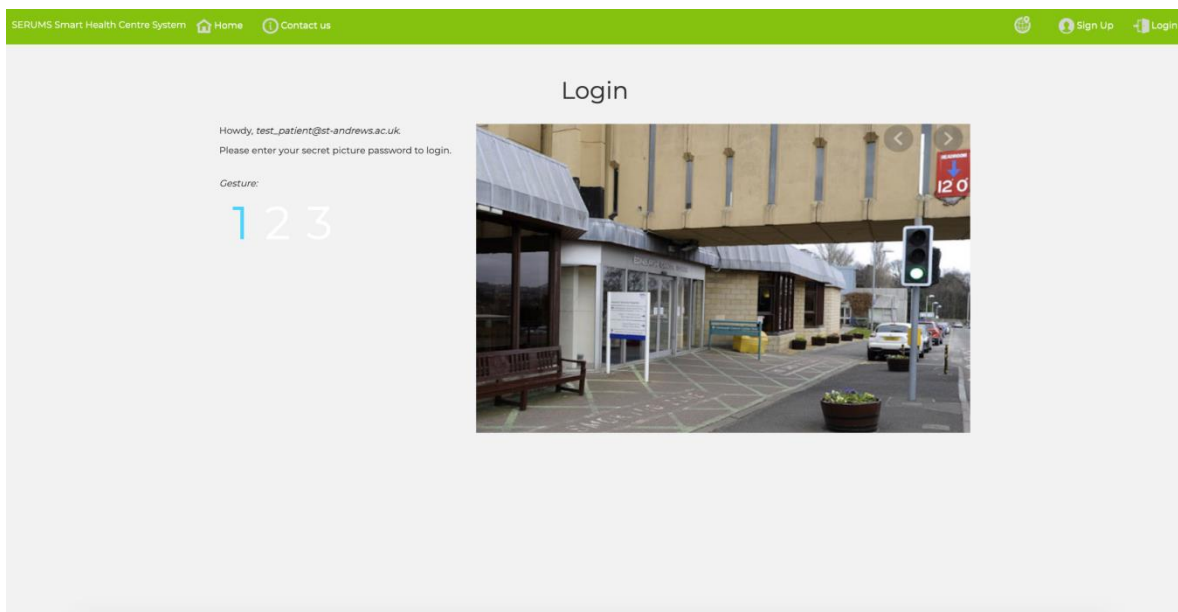 SERUMS Smart Health Centre System Home Contact us Sign Up Login
Login
Howdy, test_patient@st-andrews.ac.uk.
Please enter your secret picture password to login.
Gesture:
1 2 3
HEADROOM
12'0"